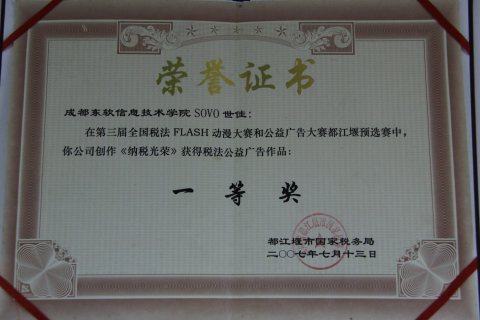 荣誉证书
成都东软信息技术学院 SOVO 世佳：
在第三届全国税法 FLASH 动漫大赛和公益广告大赛都江堰预选赛中，
你公司创作《纳税光荣》获得税法公益广告作品：
一等奖
都江堰市国家税务局
二〇〇七年七月十三日